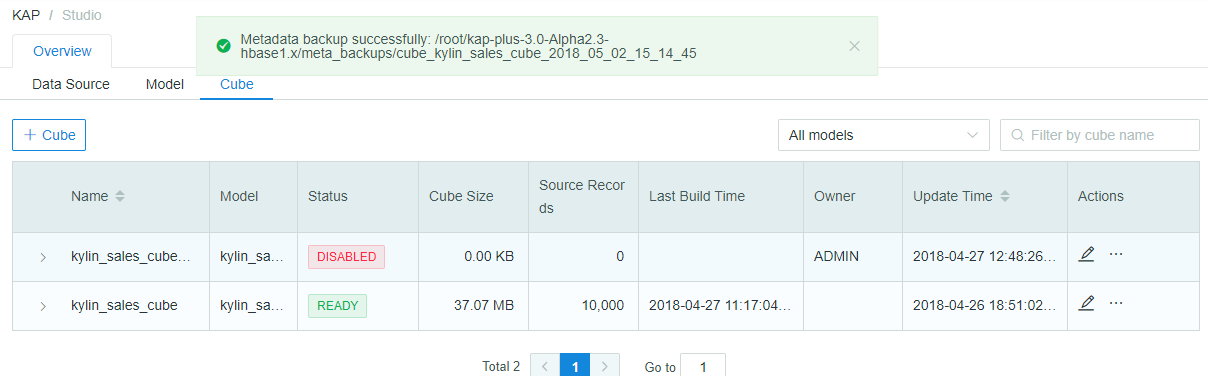 KAP / Studio
Metadata backup successfully: /root/kap-plus-3.0-Alpha2.3-
hbase1.x/meta_backups/cube_kylin_sales_cube_2018_05_02_15_14_45
Overview
Data Source Model Cube
+ Cube All models Filter by cube name
Name Model Status Cube Size Source Recor
ds Last Build Time Owner Update Time Actions
kylin_sales_cube... kylin_sa... DISABLED 0.00 KB 0 ADMIN 2018-04-27 12:48:26... ...
kylin_sales_cube kylin_sa... READY 37.07 MB 10,000 2018-04-27 11:17:04... 2018-04-26 18:51:02... ...
Total 2 < 1 > Go to 1